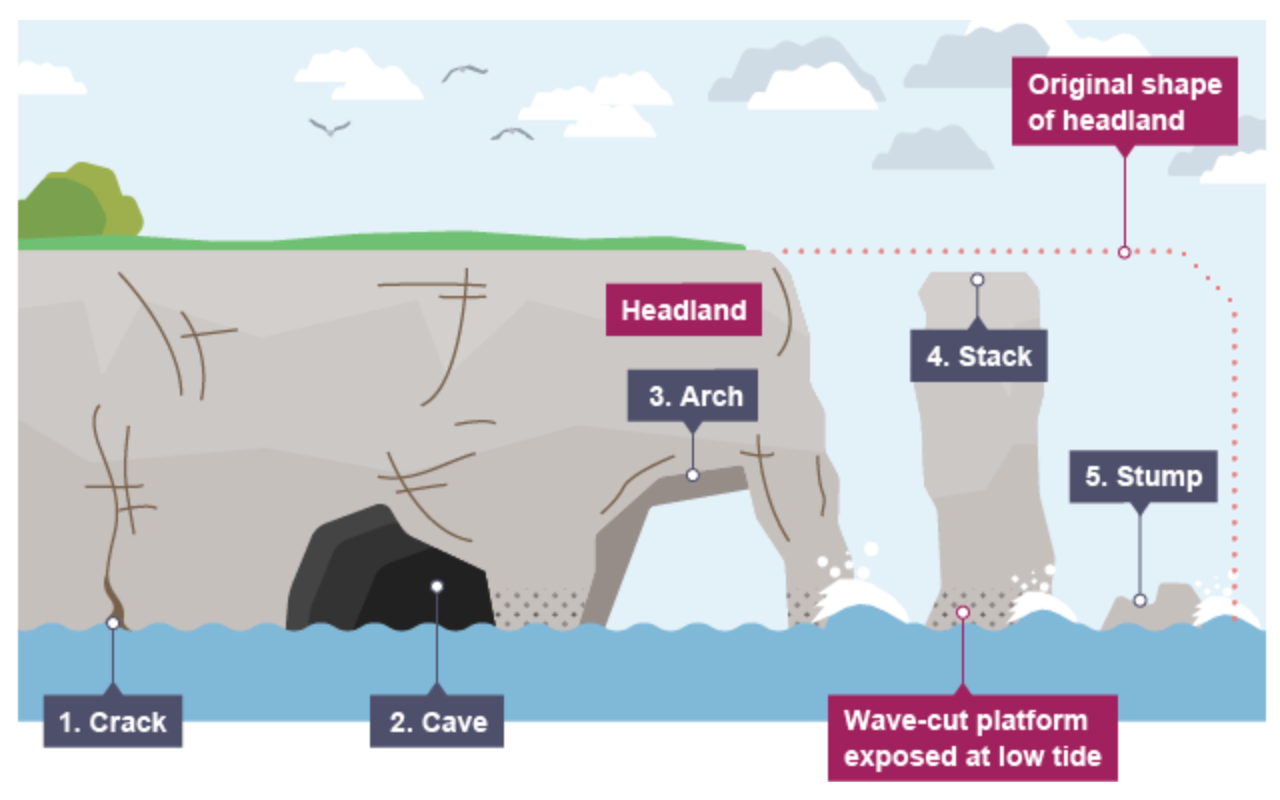 Original shape
of headland
Headland
3. Arch
4. Stack
5. Stump
1. Crack
2. Cave
Wave-cut platform
exposed at low tide